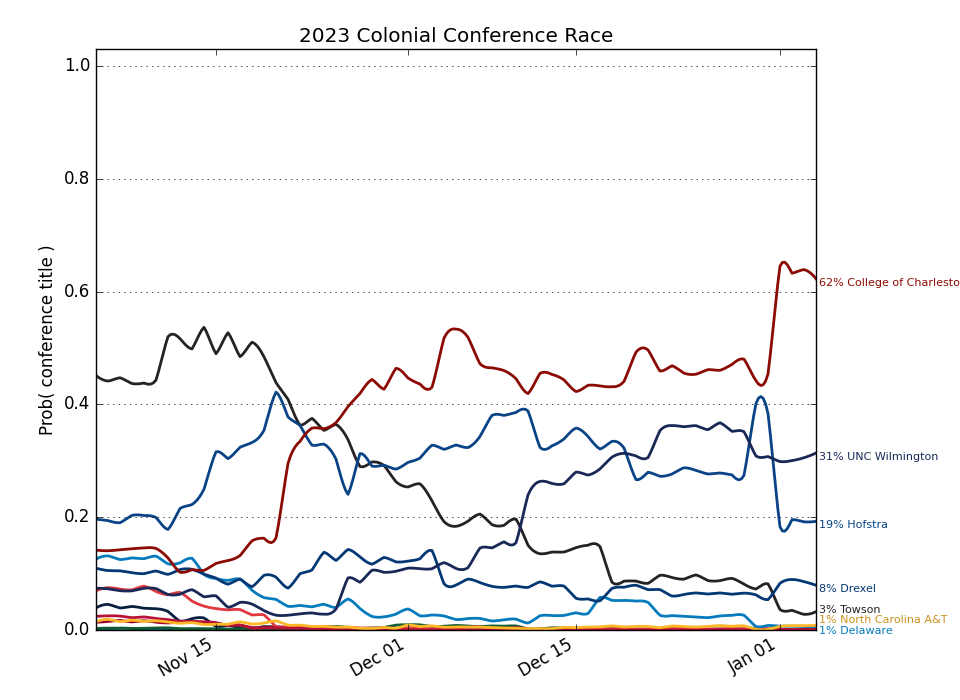 2023 Colonial Conference Race
Prob( conference title )
1.0
0.8
0.6
0.4
0.2
0.0
Nov 15
Dec 01
Dec 15
Jan 01
62% College of Charlesto
31% UNC Wilmington
19% Hofstra
8% Drexel
3% Towson
1% North Carolina A&T
1% Delaware